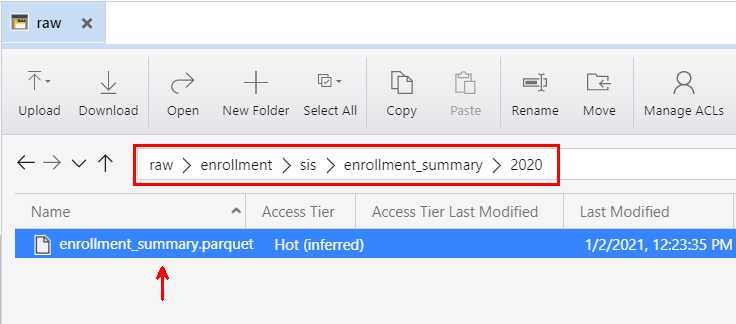 raw
Upload Download Open New Folder Select All Copy Paste Rename Move Manage ACLs
raw enrollment sis enrollment_summary 2020
Name Access Tier Access Tier Last Modified Last Modified
enrollment_summary.parquet Hot (inferred) 1/2/2021, 12:23:35 PM